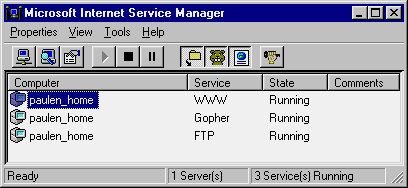 Microsoft Internet Service Manager
Properties View Tools Help
Computer Service State Comments
paulen_home WWW Running
paulen_home Gopher Running
paulen_home FTP Running
Ready 1 Server(s) 3 Service(s) Running